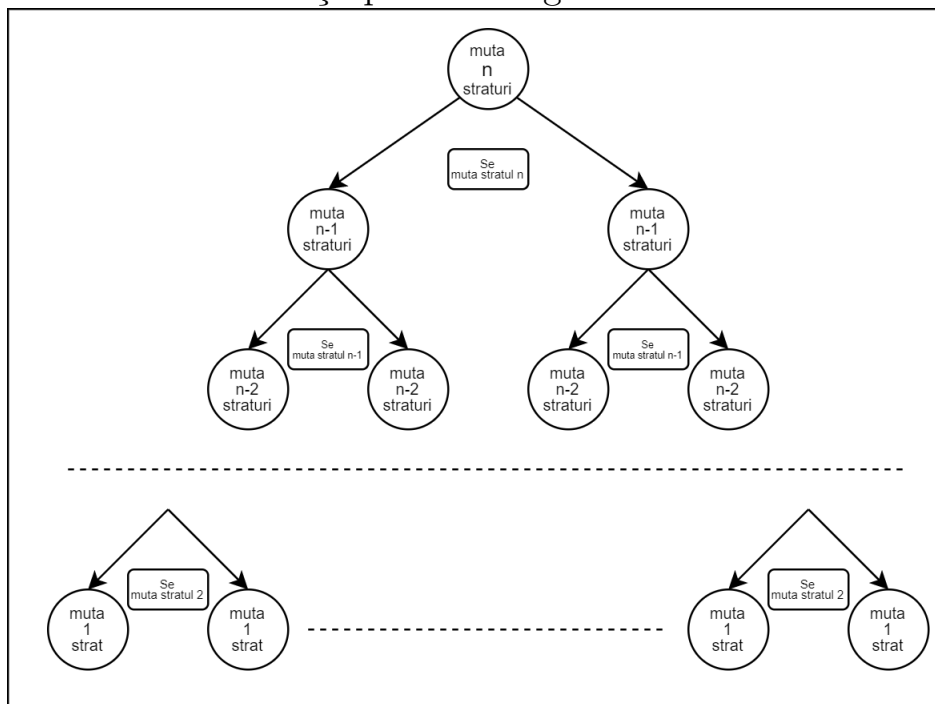 muta
n
straturi
Se
muta stratul n
muta
n-1
straturi
muta
n-1
straturi
Se
muta stratul n-1
Se
muta stratul n-1
muta
n-2
straturi
muta
n-2
straturi
muta
n-2
straturi
muta
n-2
straturi
Se
muta stratul 2
Se
muta stratul 2
muta
1
strat
muta
1
strat
muta
1
strat
muta
1
strat